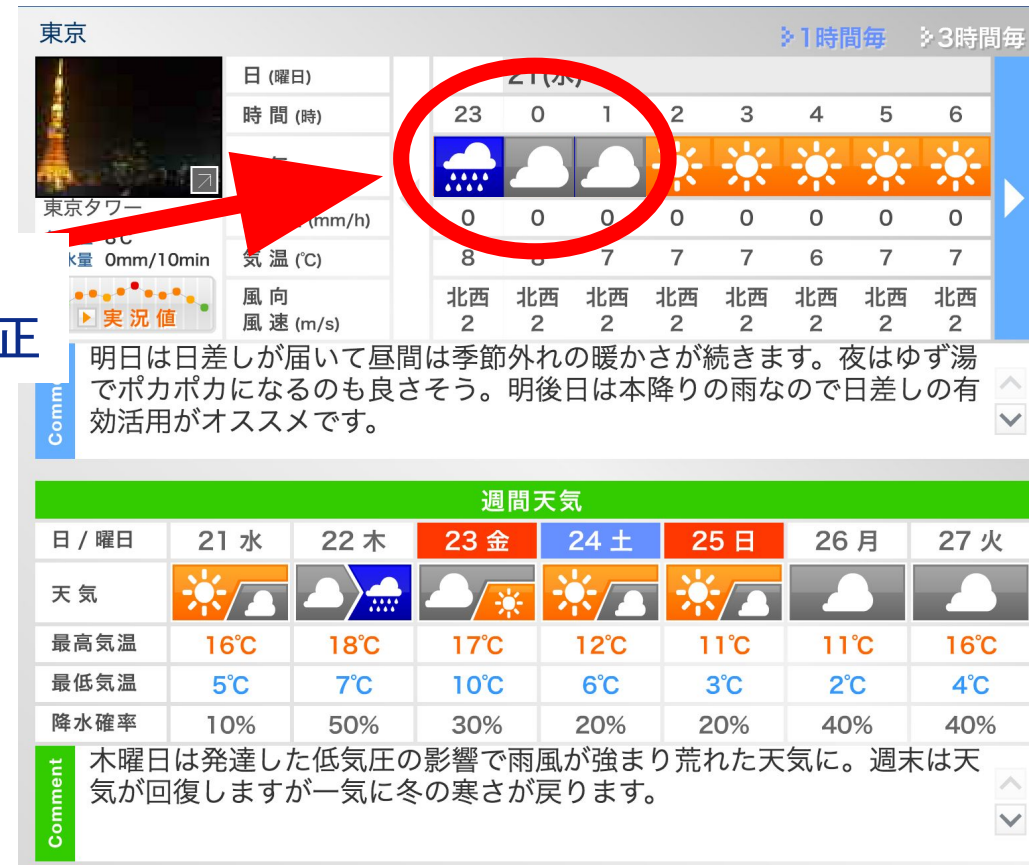 東京
1時間毎 3時間毎
日 (曜日)
時 間 (時) 23 0 1 2 3 4 5 6
(mm/h) 0 0 0 0 0 0 0 0
気 温 (℃) 8 8 7 7 7 6 7 7
風 向 北西 北西 北西 北西 北西 北西 北西 北西
風 速 (m/s) 2 2 2 2 2 2 2 2
東京タワー
0mm/10min
実 況 値
正
明日は日差しが届いて昼間は季節外れの暖かさが続きます。夜はゆず湯
でポカポカになるのも良さそう。明後日は本降りの雨なので日差しの有
効活用がオススメです。
週間天気
日 / 曜日 21 水 22 木 23 金 24 土 25 日 26 月 27 火
天 気
最高気温 16℃ 18℃ 17℃ 12℃ 11℃ 11℃ 16℃
最低気温 5℃ 7℃ 10℃ 6℃ 3℃ 2℃ 4℃
降水確率 10% 50% 30% 20% 20% 40% 40%
Comment
木曜日は発達した低気圧の影響で雨風が強まり荒れた天気に。週末は天
気が回復しますが一気に冬の寒さが戻ります。